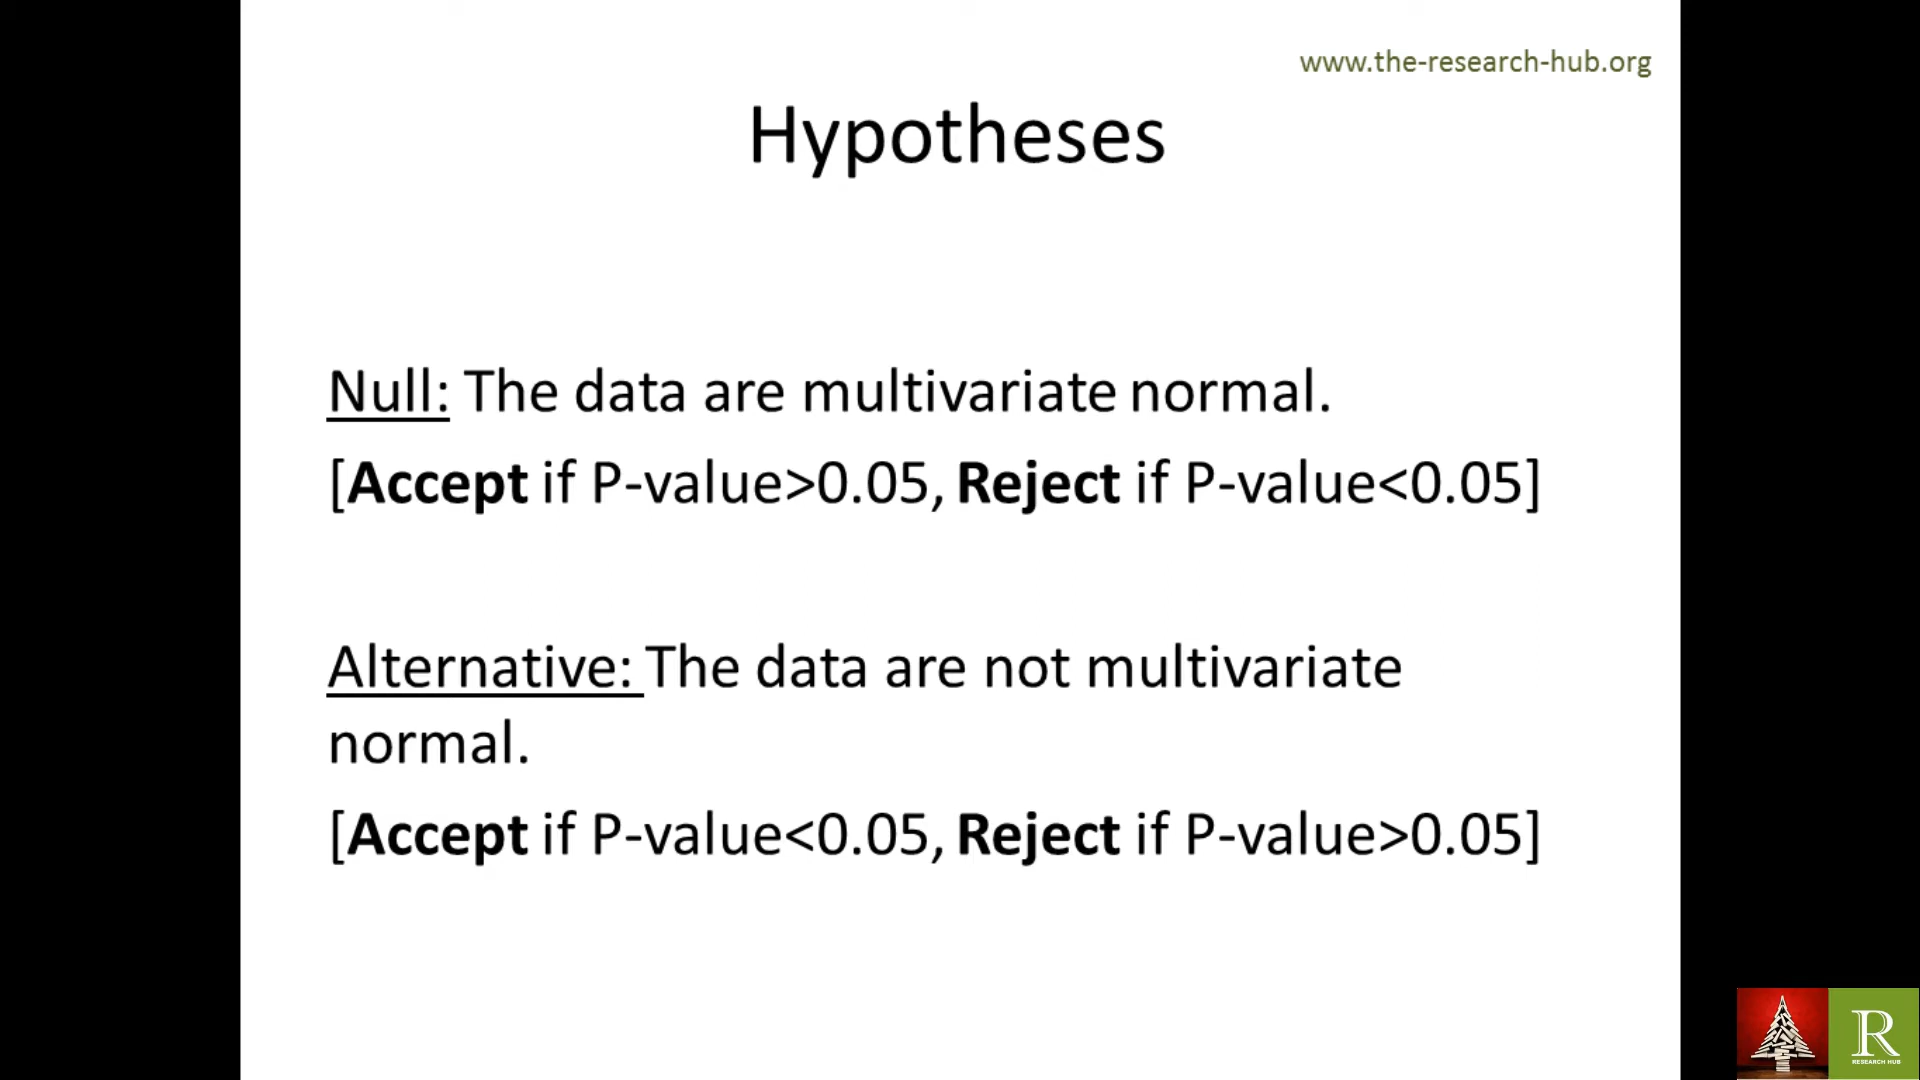 www.the-research-hub.org
Hypotheses
Null: The data are multivariate normal.
[Accept if P-value>0.05, Reject if P-value<0.05]
Alternative: The data are not multivariate
normal.
[Accept if P-value<0.05, Reject if P-value>0.05]
R
RESEARCH HUB